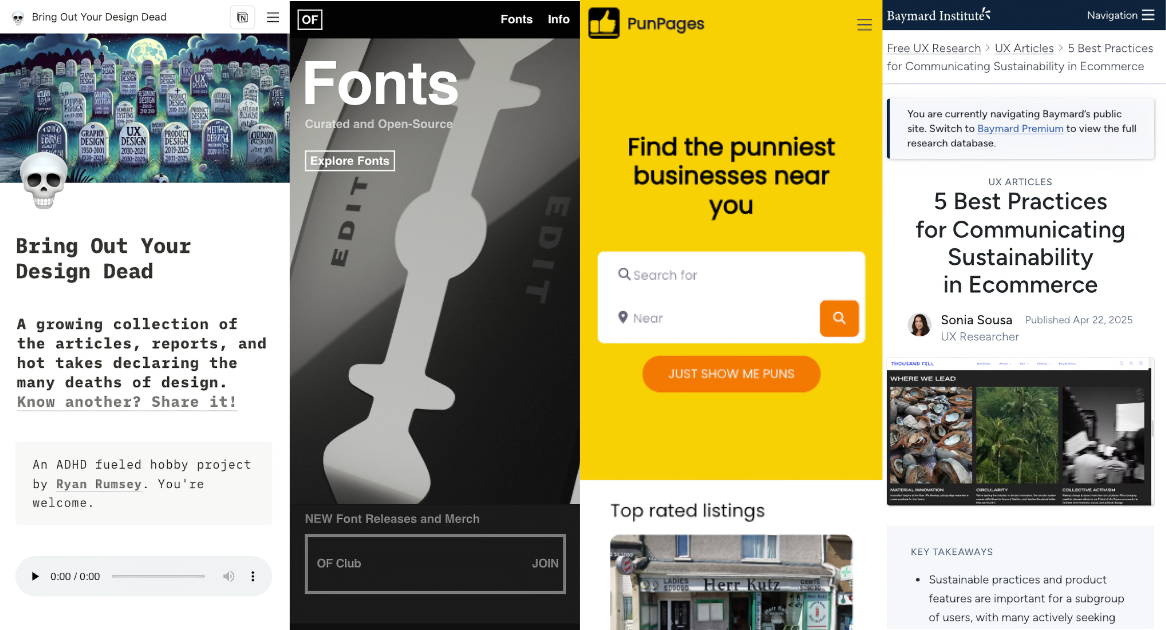 Bring Out Your Design Dead
UX
DESIGN
GRAPHIC
DESIGN
UX
DESIGN
PRODUCT
DESIGN
Bring Out Your
Design Dead
A growing collection of
the articles, reports, and
hot takes declaring the
many deaths of design.
Know another? Share it!
An ADHD fueled hobby project
by Ryan Rumsey. You're
welcome.
0:00 / 0:00
OF
Fonts Info
Fonts
Curated and Open-Source
Explore Fonts
EDIT
EDIT
NEW Font Releases and Merch
OF Club JOIN
PunPages
Find the punniest
businesses near
you
Search for
Near
JUST SHOW ME PUNS
Top rated listings
LADIES
Herr Kutz
GENTS
Herr Kutz
Baymard Institute
Navigation
Free UX Research > UX Articles > 5 Best Practices
for Communicating Sustainability in Ecommerce
You are currently navigating Baymard's public
site. Switch to Baymard Premium to view the full
research database.
UX ARTICLES
5 Best Practices
for Communicating
Sustainability
in Ecommerce
Sonia Sousa Published Apr 22, 2025
UX Researcher
THOUSAND FELL
WHERE WE LEAD
MATERIAL INNOVATION
CIRCULARITY
COLLECTIVE ACTIVISM
KEY TAKEAWAYS
• Sustainable practices and product
features are important for a subgroup
of users, with many actively seeking